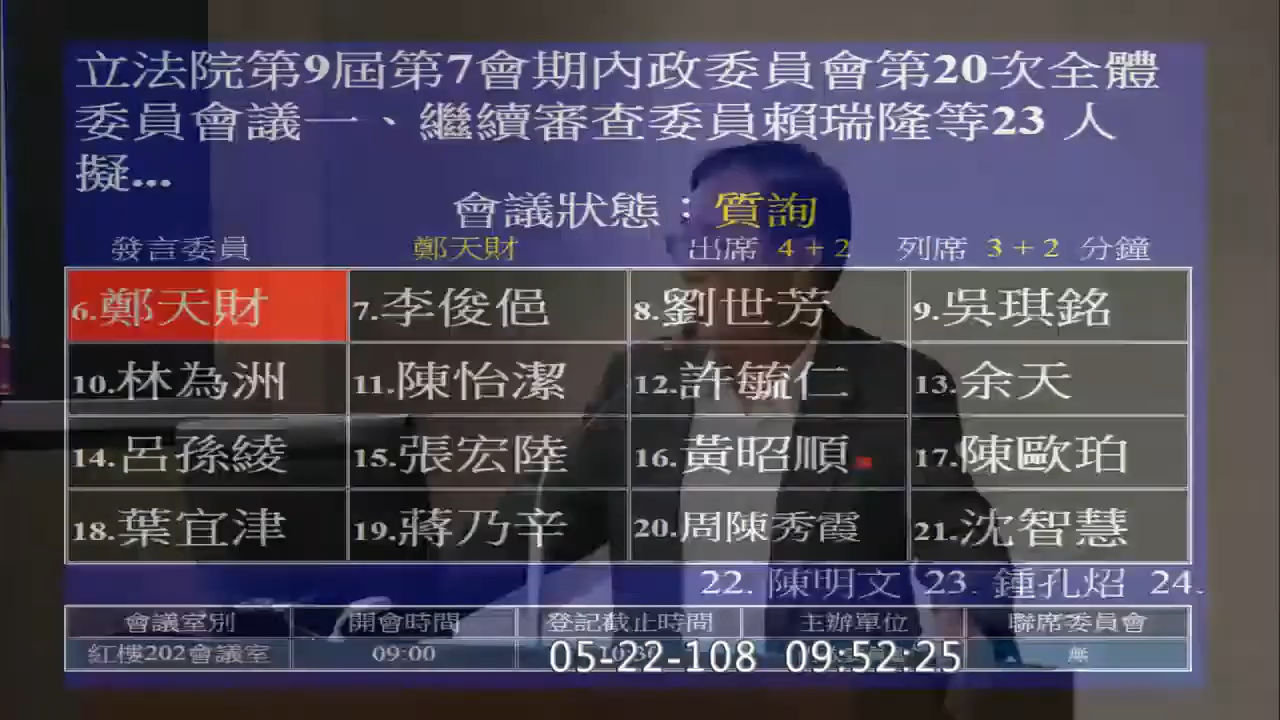 立法院第9屆第7會期內政委員會第20次全體
委員會議一、繼續審查委員賴瑞隆等23 人
擬...
會議狀態：質詢
發言委員 鄭天財 出席 4+2 列席 3+2 分鐘
6.鄭天財 7.李俊俋 8.劉世芳 9.吳琪銘
10.林為洲 11.陳怡潔 12.許毓仁 13.余天
14.呂孫綾 15.張宏陸 16.黃昭順 17.陳歐珀
18.葉宜津 19.蔣乃辛 20.周陳秀霞 21.沈智慧
22. 陳明文 23. 鍾孔炤 24.
會議室別 開會時間 登記截止時間 主辦單位 聯席委員會
紅樓202會議室 09:00 無
05-22-108 09:52:25